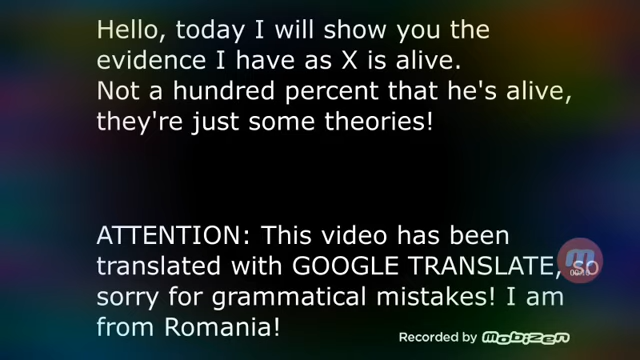 Hello, today I will show you the
evidence I have as X is alive.
Not a hundred percent that he's alive,
they're just some theories!
ATTENTION: This video has been
translated with GOOGLE TRANSLATE, so
sorry for grammatical mistakes! I am
from Romania!
Recorded by mobizen